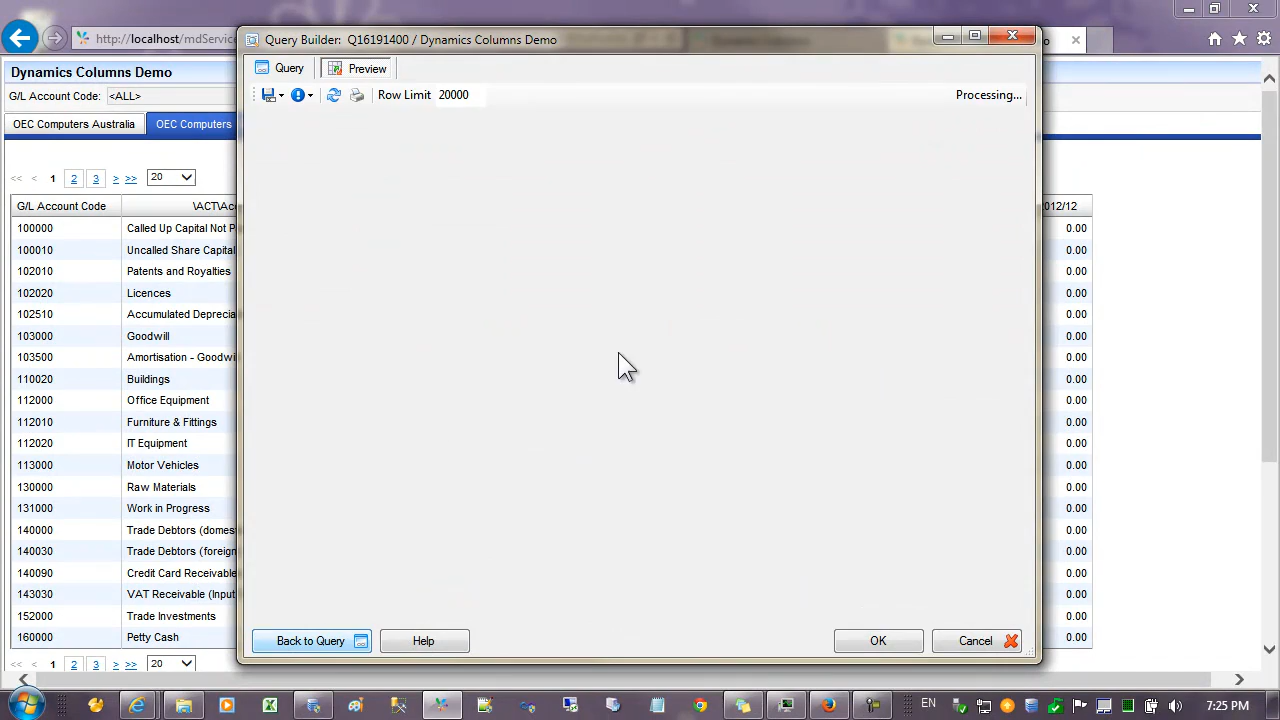 http://localhost/mdService
Query Builder: Q16191400 / Dynamics Columns Demo
Dynamics Columns Demo
Query Preview
G/L Account Code: <ALL>
Row Limit 20000 Processing...
OEC Computers Australia OEC Computers
<< < 1 2 3 > >> 20
G/L Account Code \ACT\Acc 2012/12
100000 Called Up Capital Not P 0.00
100010 Uncalled Share Capital 0.00
102010 Patents and Royalties 0.00
102020 Licences 0.00
102510 Accumulated Deprecia 0.00
103000 Goodwill 0.00
103500 Amortisation - Goodwi 0.00
110020 Buildings 0.00
112000 Office Equipment 0.00
112010 Furniture & Fittings 0.00
112020 IT Equipment 0.00
113000 Motor Vehicles 0.00
130000 Raw Materials 0.00
131000 Work in Progress 0.00
140000 Trade Debtors (domes 0.00
140030 Trade Debtors (foreign 0.00
140090 Credit Card Receivable 0.00
143030 VAT Receivable (Input 0.00
152000 Trade Investments 0.00
160000 Petty Cash 0.00
Back to Query Help OK Cancel
<< < 1 2 3 > >> 20
EN 7:25 PM